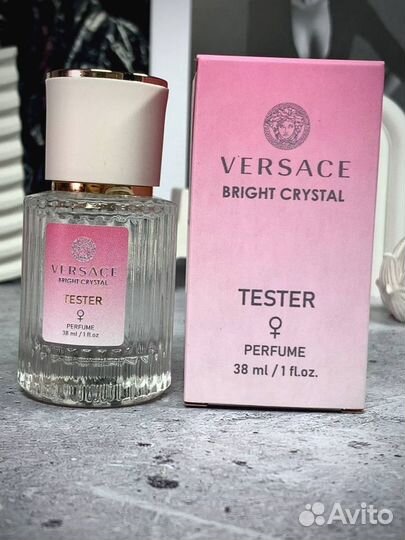 VERSACE
BRIGHT CRYSTAL
TESTER
♀
PERFUME
38 ml / 1 fl.oz.
VERSACE
BRIGHT CRYSTAL
TESTER
♀
PERFUME
38 ml / 1 fl.oz.
Avito